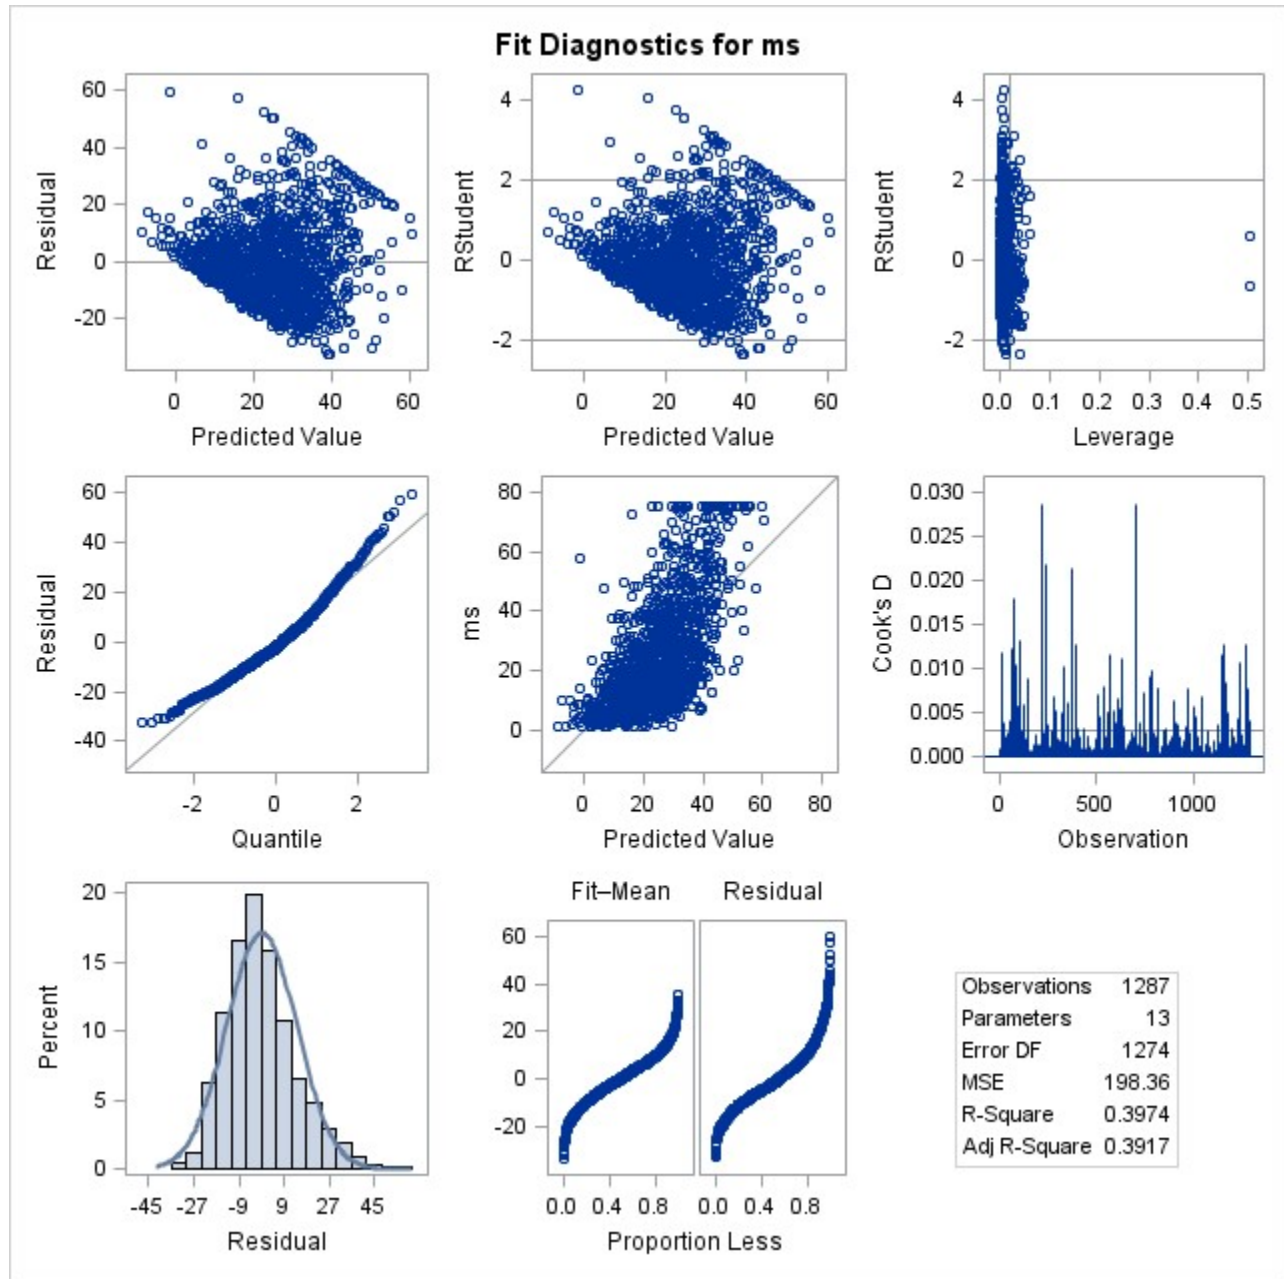 Fit Diagnostics for ms
60
40
20
0
-20
Residual
0 20 40 60
Predicted Value
4
2
0
-2
RStudent
0 20 40 60
Predicted Value
4
2
0
-2
RStudent
0.0 0.1 0.2 0.3 0.4 0.5
Leverage
60
40
20
0
-20
-40
Residual
-2 0 2
Quantile
80
60
40
20
0
ms
0 20 40 60 80
Predicted Value
0.030
0.025
0.020
0.015
0.010
0.005
0.000
Cook's D
0 500 1000
Observation
20
15
10
5
0
Percent
-45 -27 -9 9 27 45
Residual
Fit–Mean Residual
60
40
20
0
-20
0.0 0.4 0.8 0.0 0.4 0.8
Proportion Less
Observations 1287
Parameters 13
Error DF 1274
MSE 198.36
R-Square 0.3974
Adj R-Square 0.3917